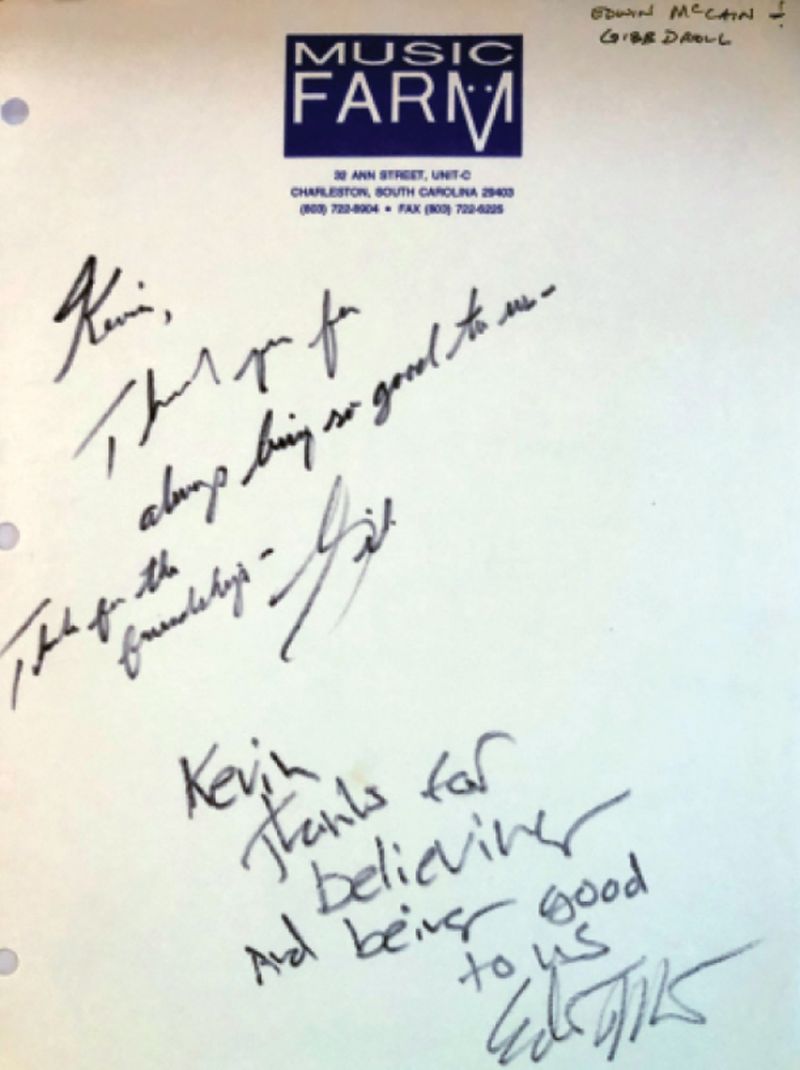 EDWIN McCAIN &
GIBB DROLL
MUSIC
FARM
32 ANN STREET, UNIT-C
CHARLESTON, SOUTH CAROLINA 29403
(803) 722-8904 • FAX (803) 722-6225
Kevin,
Thank you for
always being so good to us-
Thanks for the
friendship -
Gibb
Kevin
Thanks for
believing
And being good
to us